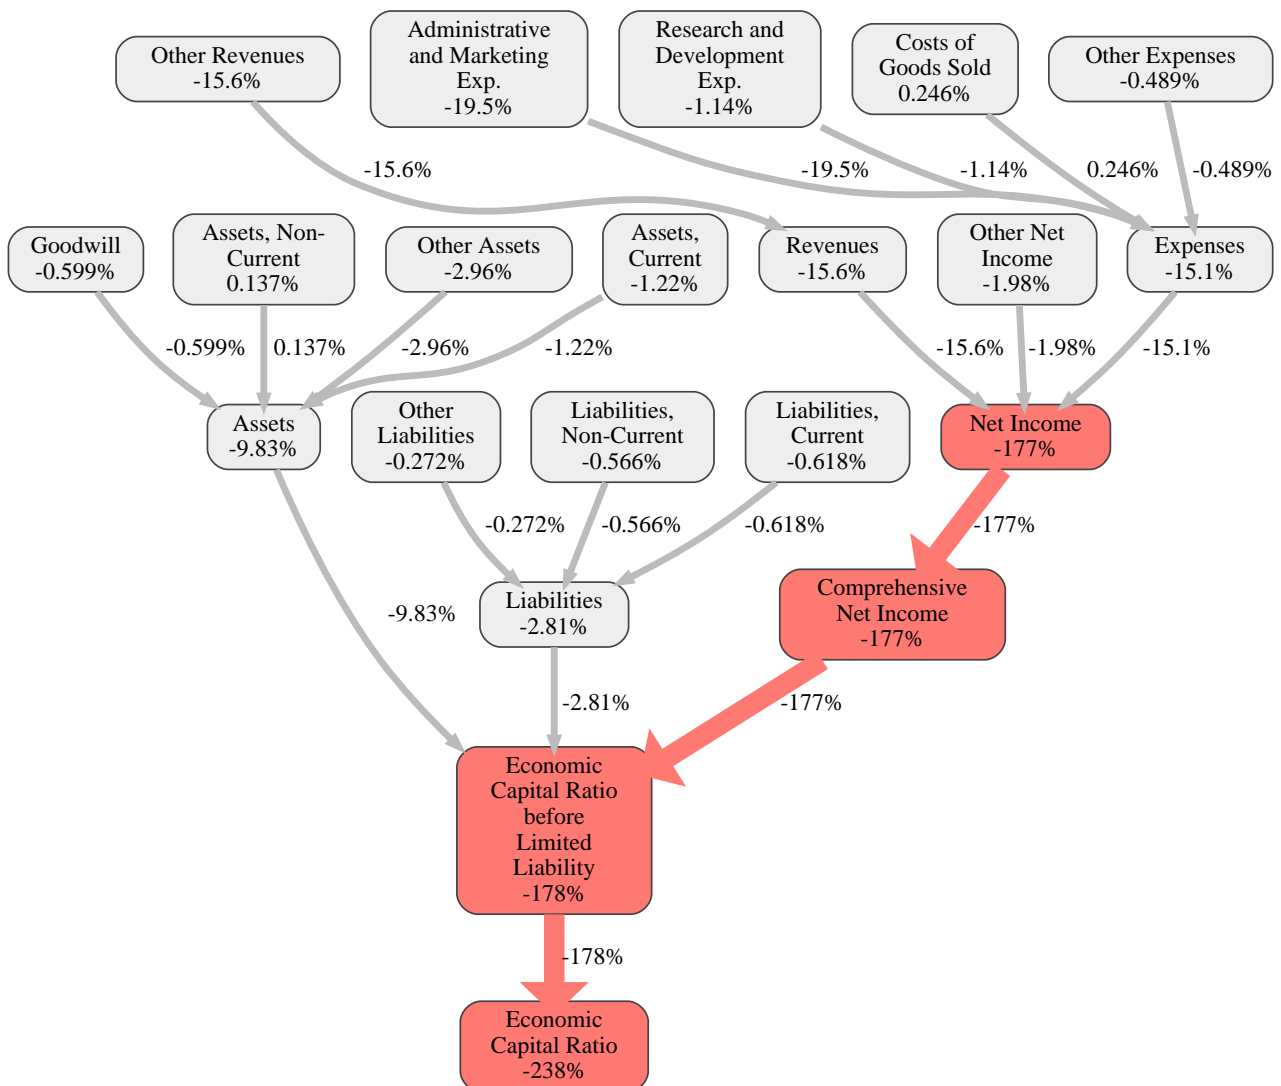 Other Revenues
-15.6%
Administrative
and Marketing
Exp.
-19.5%
Research and
Development
Exp.
-1.14%
Costs of
Goods Sold
0.246%
Other Expenses
-0.489%
-15.6%
-19.5%
-1.14%
0.246%
-0.489%
Goodwill
-0.599%
Assets, Non-
Current
0.137%
Other Assets
-2.96%
Assets,
Current
-1.22%
Revenues
-15.6%
Other Net
Income
-1.98%
Expenses
-15.1%
-0.599%
0.137%
-2.96%
-1.22%
-15.6%
-1.98%
-15.1%
Assets
-9.83%
Other
Liabilities
-0.272%
Liabilities,
Non-Current
-0.566%
Liabilities,
Current
-0.618%
Net Income
-177%
-0.272%
-0.566%
-0.618%
-177%
-9.83%
Liabilities
-2.81%
Comprehensive
Net Income
-177%
-2.81%
-177%
Economic
Capital Ratio
before
Limited
Liability
-178%
-178%
Economic
Capital Ratio
-238%